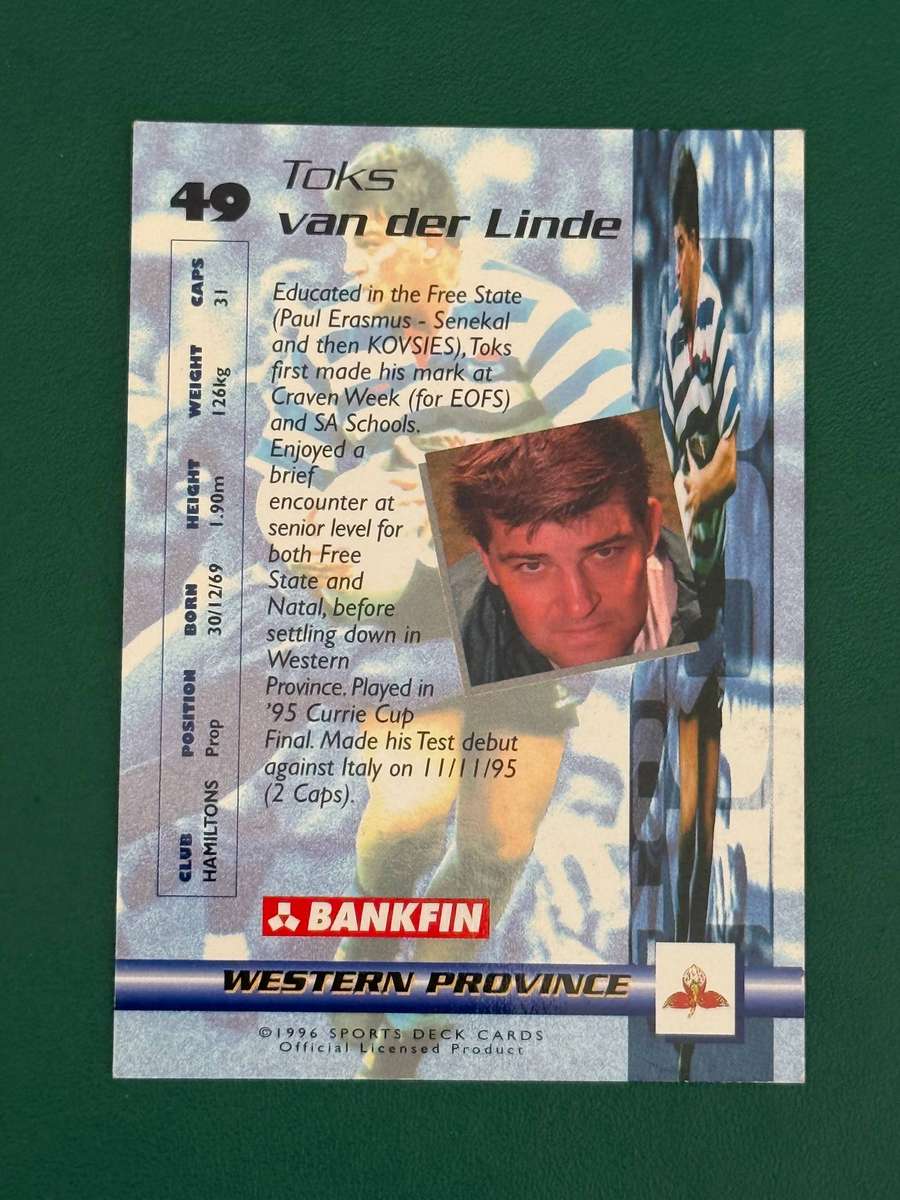 49
Toks
van der Linde
CLUB POSITION BORN HEIGHT WEIGHT CAPS
HAMILTONS Prop 30/12/69 1.90m 126kg 31
Educated in the Free State
(Paul Erasmus - Senekal
and then KOVSIES), Toks
first made his mark at
Craven Week (for EOFS)
and SA Schools.
Enjoyed a
brief
encounter at
senior level for
both Free
State and
Natal, before
settling down in
Western
Province. Played in
'95 Currie Cup
Final. Made his Test debut
against Italy on 11/11/95
(2 Caps).
BANKFIN
WESTERN PROVINCE
©1996 SPORTS DECK CARDS
Official Licensed Product